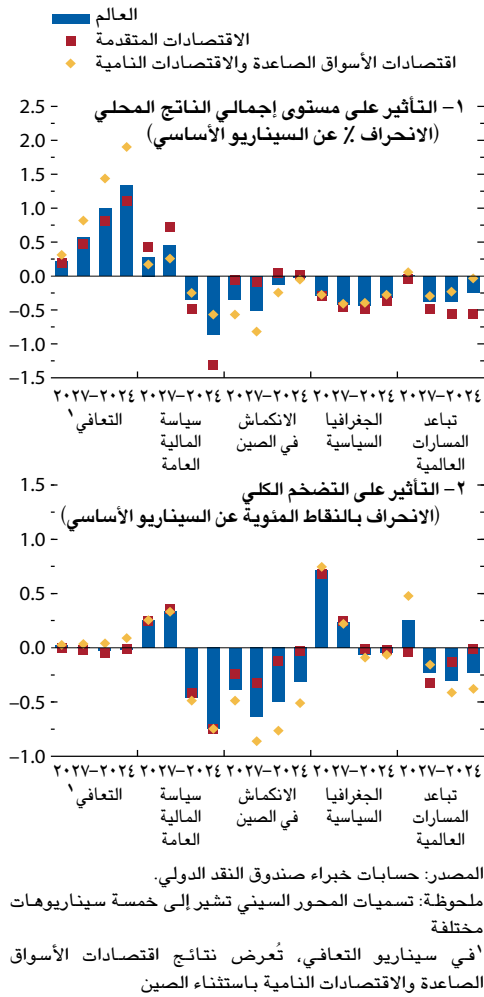 العالم
الاقتصادات المتقدمة
اقتصادات الأسواق الصاعدة والاقتصادات النامية
١– التأثير على مستوى إجمالي الناتج المحلي
(الانحراف ٪ عن السيناريو الأساسي)
2.5
2.0
1.5
1.0
0.5
0.0
–0.5
–1.0
–1.5
٢٠٢٤–٢٠٢٧ ٢٠٢٤–٢٠٢٧ ٢٠٢٤–٢٠٢٧ ٢٠٢٤–٢٠٢٧ ٢٠٢٤–٢٠٢٧
التعافي١
سياسة
المالية
العامة
الانكماش
في الصين
الجغرافيا
السياسية
تباعد
المسارات
العالمية
٢– التأثير على التضخم الكلي
(الانحراف بالنقاط المئوية عن السيناريو الأساسي)
1.5
1.0
0.5
0.0
–0.5
–1.0
٢٠٢٤–٢٠٢٧ ٢٠٢٤–٢٠٢٧ ٢٠٢٤–٢٠٢٧ ٢٠٢٤–٢٠٢٧ ٢٠٢٤–٢٠٢٧
التعافي١
سياسة
المالية
العامة
الانكماش
في الصين
الجغرافيا
السياسية
تباعد
المسارات
العالمية
المصدر: حسابات خبراء صندوق النقد الدولي.
ملحوظة: تسميات المحور السيني تشير إلى خمسة سيناريوهات
مختلفة
١في سيناريو التعافي، تُعرض نتائج اقتصادات الأسواق
الصاعدة والاقتصادات النامية باستثناء الصين